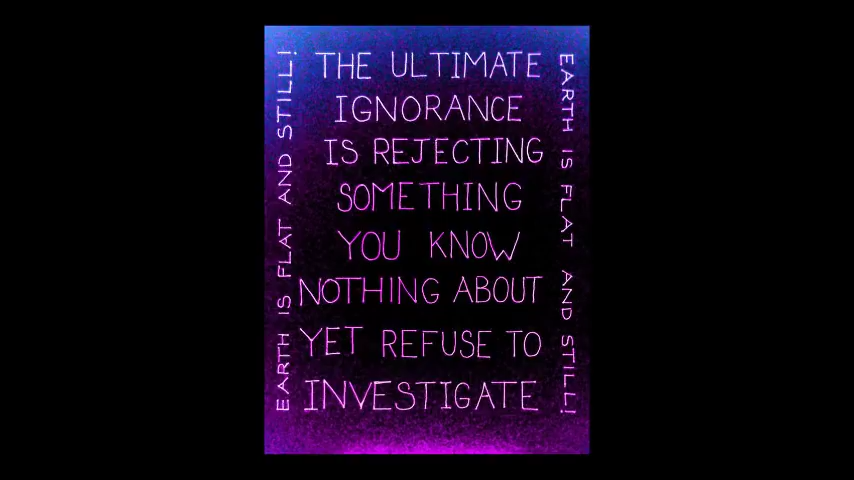 THE ULTIMATE
IGNORANCE
IS REJECTING
SOMETHING
YOU KNOW
NOTHING ABOUT
YET REFUSE TO
INVESTIGATE
EARTH IS FLAT AND STILL!
EARTH IS FLAT AND STILL!